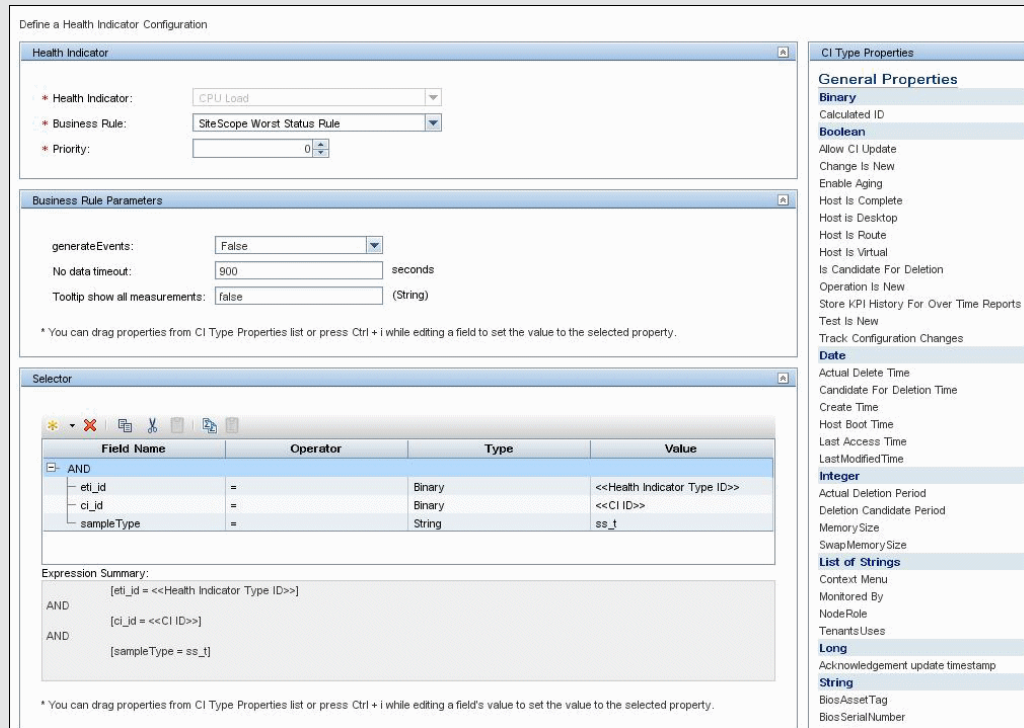 Define a Health Indicator Configuration
Health Indicator
* Health Indicator: CPU Load
* Business Rule: SiteScope Worst Status Rule
* Priority: 0
Business Rule Parameters
generateEvents: False
No data timeout: 900 seconds
Tooltip show all measurements: false (String)
* You can drag properties from CI Type Properties list or press Ctrl + i while editing a field to set the value to the selected property.
Selector
Field Name Operator Type Value
AND
eti_id = Binary <<Health Indicator Type ID>>
ci_id = Binary <<CI ID>>
sampleType = String ss_t
Expression Summary:
[eti_id = <<Health Indicator Type ID>>]
AND
[ci_id = <<CI ID>>]
AND
[sampleType = ss_t]
* You can drag properties from CI Type Properties list or press Ctrl + i while editing a field's value to set the value to the selected property.
CI Type Properties
General Properties
Binary
Calculated ID
Boolean
Allow CI Update
Change Is New
Enable Aging
Host Is Complete
Host is Desktop
Host Is Route
Host Is Virtual
Is Candidate For Deletion
Operation Is New
Store KPI History For Over Time Reports
Test Is New
Track Configuration Changes
Date
Actual Delete Time
Candidate For Deletion Time
Create Time
Host Boot Time
Last Access Time
LastModifiedTime
Integer
Actual Deletion Period
Deletion Candidate Period
MemorySize
SwapMemorySize
List of Strings
Context Menu
Monitored By
NodeRole
TenantsUses
Long
Acknowledgement update timestamp
String
BiosAssetTag
BiosSerialNumber